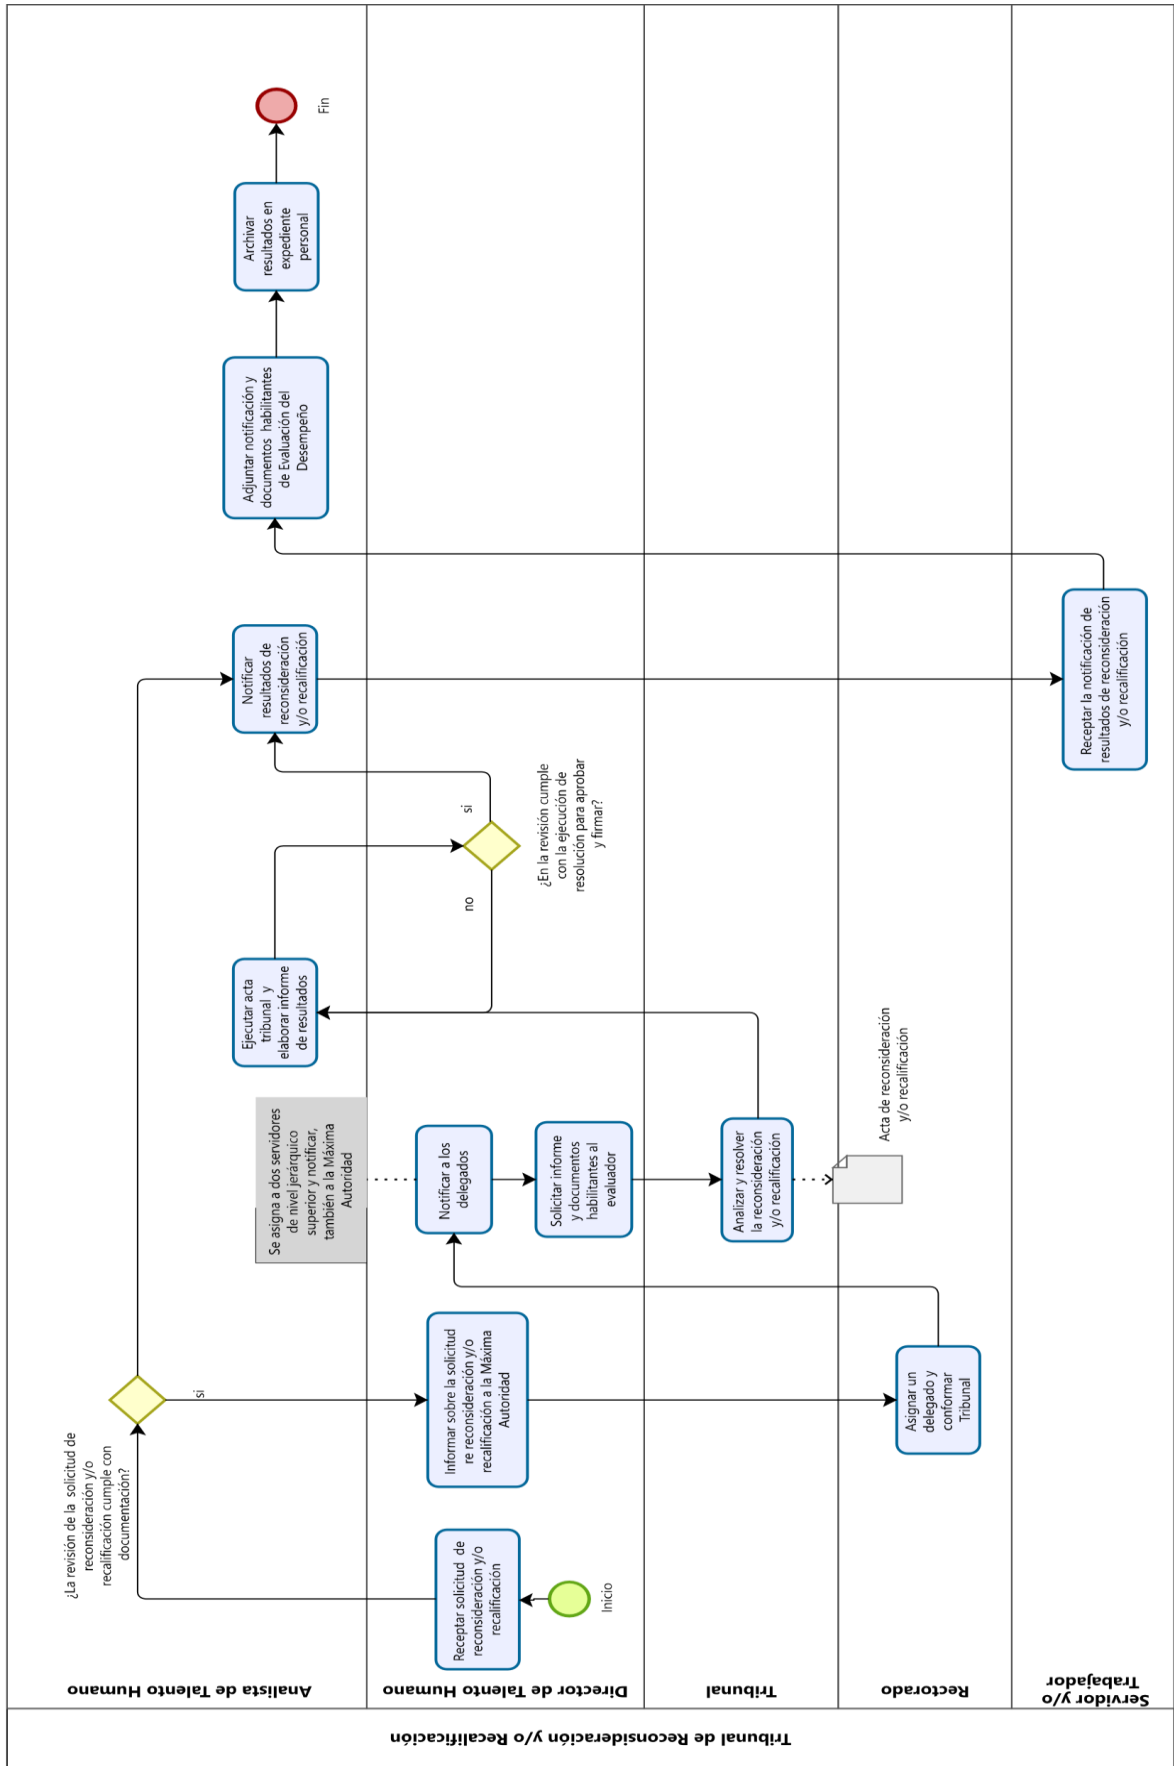 Tribunal de Reconsideración y/o Recalificación
Analista de Talento Humano
Director de Talento Humano
Tribunal
Rectorado
Servidor y/o
Trabajador
Inicio
Receptar solicitud de
reconsideración y/o
recalificación
¿La revisión de la solicitud de
reconsideración y/o
recalificación cumple con
documentación?
si
Informar sobre la solicitud
re reconsideración y/o
recalificación a la Máxima
Autoridad
Asignar un
delegado y
conformar
Tribunal
Se asigna a dos servidores
de nivel jerárquico
superior y notificar,
también a la Máxima
Autoridad
Notificar a los
delegados
Solicitar informe
y documentos
habilitantes al
evaluador
Analizar y resolver
la reconsideración
y/o recalificación
Acta de reconsideración
y/o recalificación
Ejecutar acta
tribunal y
elaborar informe
de resultados
no
si
¿En la revisión cumple
con la ejecución de
resolución para aprobar
y firmar?
Notificar
resultados de
reconsideración
y/o recalificación
Receptar la notificación de
resultados de reconsideración
y/o recalificación
Adjuntar notificación y
documentos habilitantes
de Evaluación del
Desempeño
Archivar
resultados en
expediente
personal
Fin